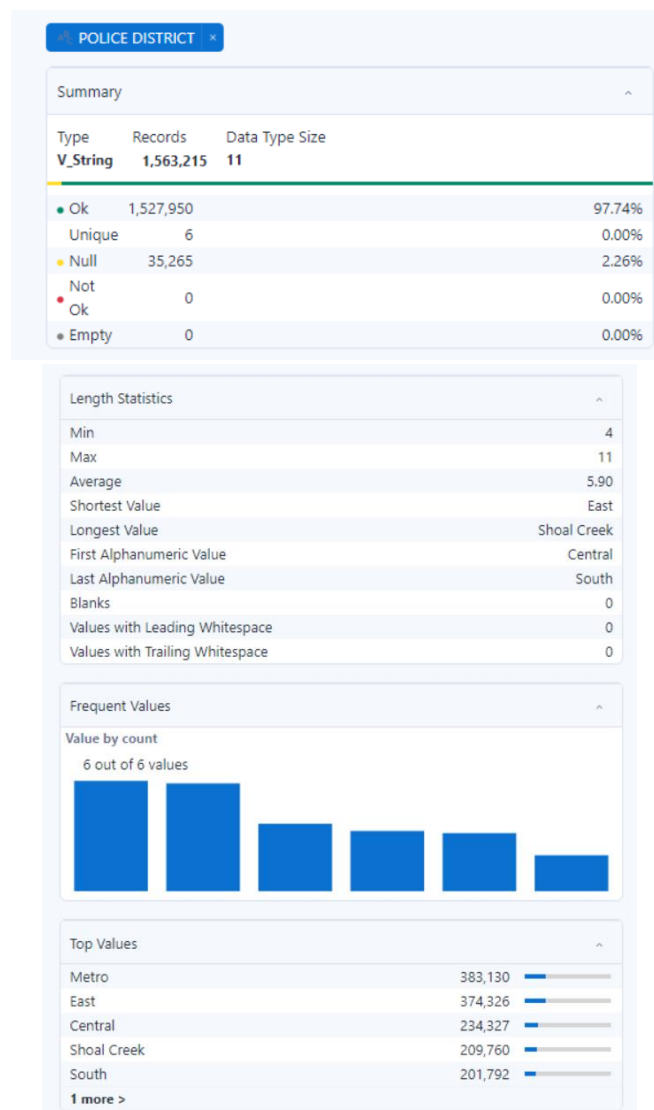 POLICE DISTRICT ×
Summary
Type Records Data Type Size
V_String 1,563,215 11
Ok 1,527,950 97.74%
Unique 6 0.00%
Null 35,265 2.26%
Not
Ok 0 0.00%
Empty 0 0.00%
Length Statistics
Min 4
Max 11
Average 5.90
Shortest Value East
Longest Value Shoal Creek
First Alphanumeric Value Central
Last Alphanumeric Value South
Blanks 0
Values with Leading Whitespace 0
Values with Trailing Whitespace 0
Frequent Values
Value by count
6 out of 6 values
Top Values
Metro 383,130
East 374,326
Central 234,327
Shoal Creek 209,760
South 201,792
1 more >